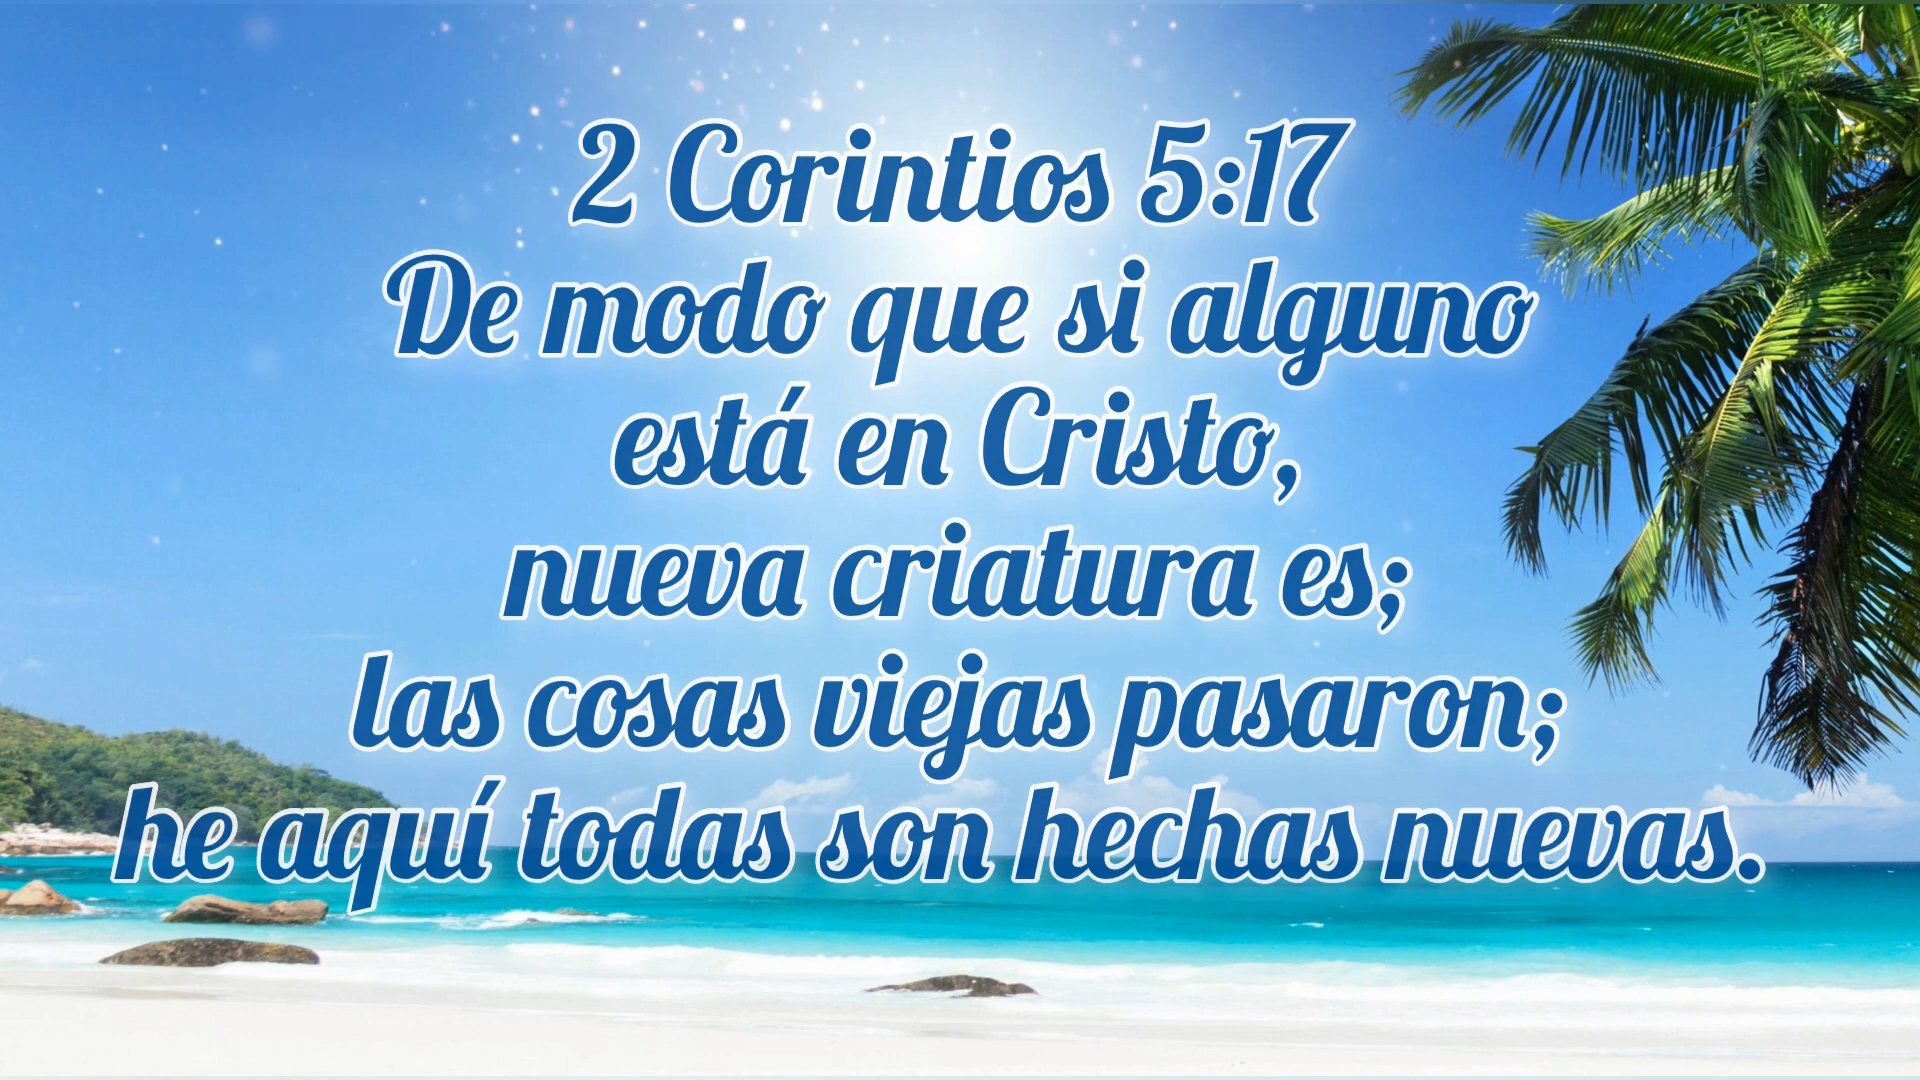 2 Corintios 5:17
De modo que si alguno
está en Cristo,
nueva criatura es;
las cosas viejas pasaron;
he aquí todas son hechas nuevas.